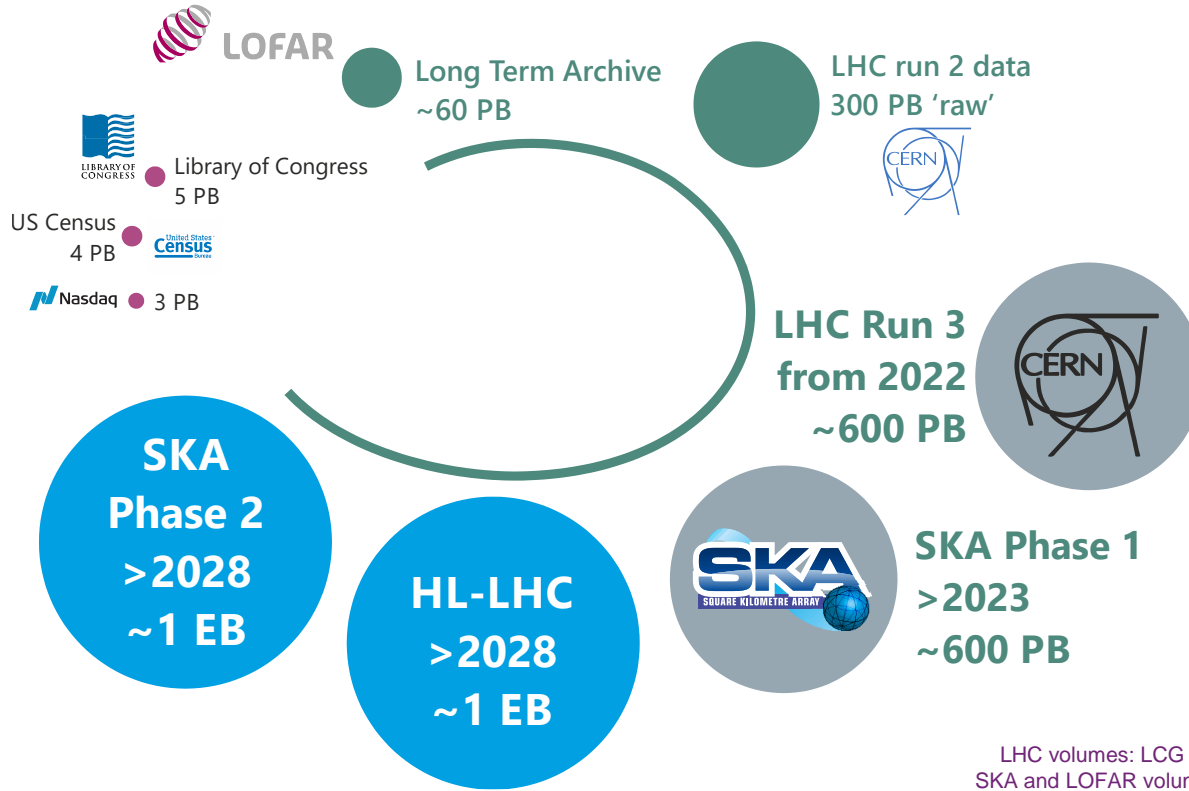 LOFAR
Long Term Archive
~60 PB
LHC run 2 data
300 PB ‘raw’
CERN
LIBRARY OF
CONGRESS
Library of Congress
5 PB
US Census
4 PB
United States
Census
Bureau
Nasdaq
3 PB
LHC Run 3
from 2022
~600 PB
CERN
SKA
Phase 2
>2028
~1 EB
HL-LHC
>2028
~1 EB
SKA
SQUARE KILOMETRE ARRAY
SKA Phase 1
>2023
~600 PB
LHC volumes: LCG
SKA and LOFAR volu